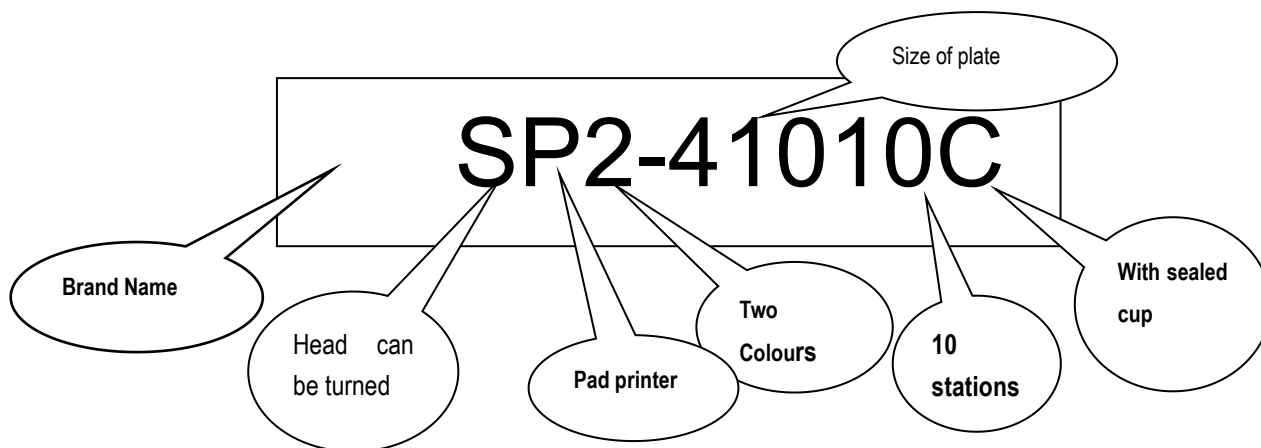 Size of plate
SP2-41010C
Brand Name
Head can
be turned
Pad printer
Two
Colours
10
stations
With sealed
cup